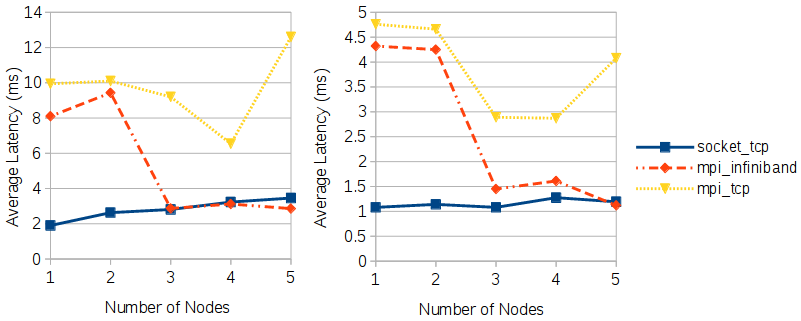 14
12
10
8
6
4
2
0
1 2 3 4 5
Average Latency (ms)
Number of Nodes
5
4.5
4
3.5
3
2.5
2
1.5
1
0.5
0
1 2 3 4 5
Average Latency (ms)
Number of Nodes
socket_tcp
mpi_infiniband
mpi_tcp